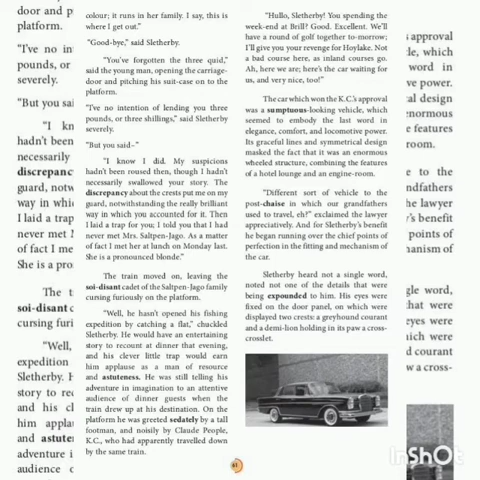 colour; it runs in her family. I say, this
is where I get out."
"Good-bye," said Sletherby.
"You've forgotten the three quid,"
said the young man, opening the carriage-
door and pitching his suit-case on to the
platform.
"I've no intention of lending you three
pounds, or three shillings," said Sletherby
severely.
"But you said–"
"I know I did. My suspicions
hadn't been roused then, though I hadn't
necessarily swallowed your story. The
discrepancy about the crests put me on my
guard, notwithstanding the really brilliant
way in which you accounted for it. Then
I laid a trap for you; I told you that I had
never met Mrs. Saltpen-Jago. As a matter
of fact I met her at lunch on Monday last.
She is a pronounced blonde."
The train moved on, leaving the
soi-disant cadet of the Saltpen-Jago family
cursing furiously on the platform.
"Well, he hasn't opened his fishing
expedition by catching a flat," chuckled
Sletherby. He would have an entertaining
story to recount at dinner that evening, and
his clever little trap would earn
him applause as a man of resource
and astuteness. He was still telling his
adventure in imagination to an attentive
audience of dinner guests when the
train drew up at his destination. On the
platform he was greeted sedately by a tall
footman, and noisily by Claude People,
K.C., who had apparently travelled down
by the same train.
"Hullo, Sletherby! You spending the
week-end at Brill? Good. Excellent. We'll
have a round of golf together to-morrow;
I'll give you your revenge for Hoylake. Not
a bad course here, as inland courses go.
Ah, here we are; here's the car waiting for
us, and very nice, too!"
The car which won the K.C.'s approval
was a sumptuous-looking vehicle, which
seemed to embody the last word in
elegance, comfort, and locomotive power.
Its graceful lines and symmetrical design
masked the fact that it was an enormous
wheeled structure, combining the features
of a hotel lounge and an engine-room.
"Different sort of vehicle to the
post-chaise in which our grandfathers
used to travel, eh?" exclaimed the lawyer
appreciatively. And for Sletherby's benefit
he began running over the chief points of
perfection in the fitting and mechanism of
the car.
Sletherby heard not a single word,
noted not one of the details that were
being expounded to him. His eyes were
fixed on the door panel, on which were
displayed two crests: a greyhound courant
and a demi-lion holding in its paw a cross-
crosslet.
61
InShOt